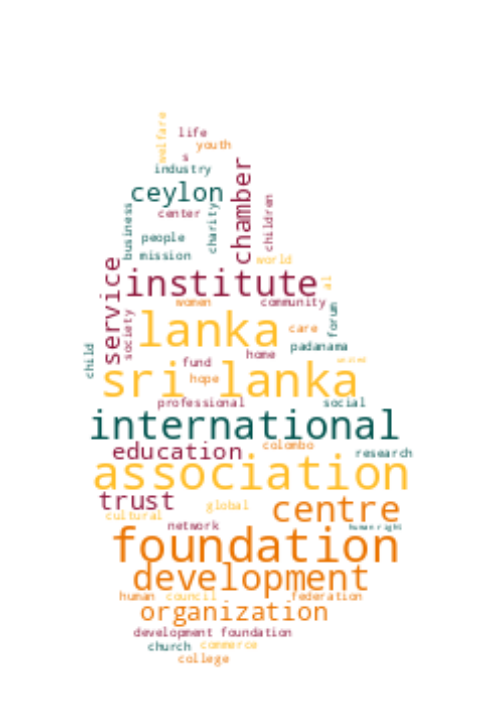 welfare
life
youth
s
industry
chamber
ceylon
children
center
business
charity
people
mission
world
service
institute
al
women
community
society
lanka
care
forum
child
padanama
home
united
fund
hope
sri lanka
professional
social
international
education
colombo
research
association
trust
centre
cultural
global
network
human right
foundation
development
human
council
federation
organization
development foundation
church
commerce
college